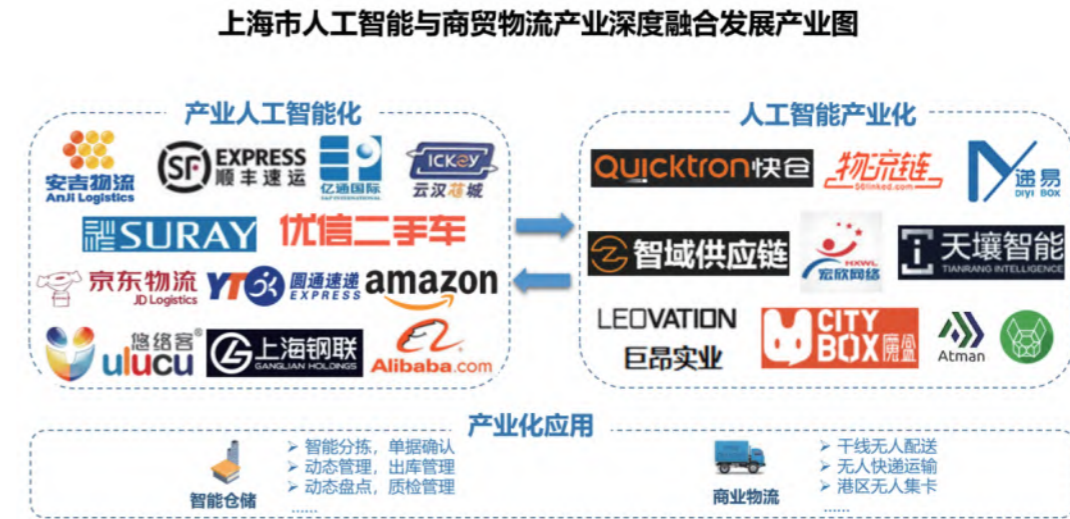 上海市人工智能与商贸物流产业深度融合发展产业图
产业人工智能化
安吉物流
AnJi Logistics
SF EXPRESS
顺丰速运
亿通国际
E&P INTERNATIONAL
ICKey
云汉芯城
SURAY
优信二手车
京东物流
JD Logistics
YTO 圆通速递
EXPRESS
amazon
悠络客®
ulucu
上海钢联
GANGLIAN HOLDINGS
Alibaba.com
人工智能产业化
Quicktron快仓
物流链
56linked.com
递易
DIYI BOX
智域供应链
HXWL
宏欣网络
天壤智能
TIANRANG INTELLIGENCE
LEOVATION
巨昂实业
CITY
BOX 魔盒
Atman
产业化应用
智能分拣，单据确认
动态管理，出库管理
动态盘点，质检管理
......
智能仓储
干线无人配送
无人快递运输
港区无人集卡
......
商业物流